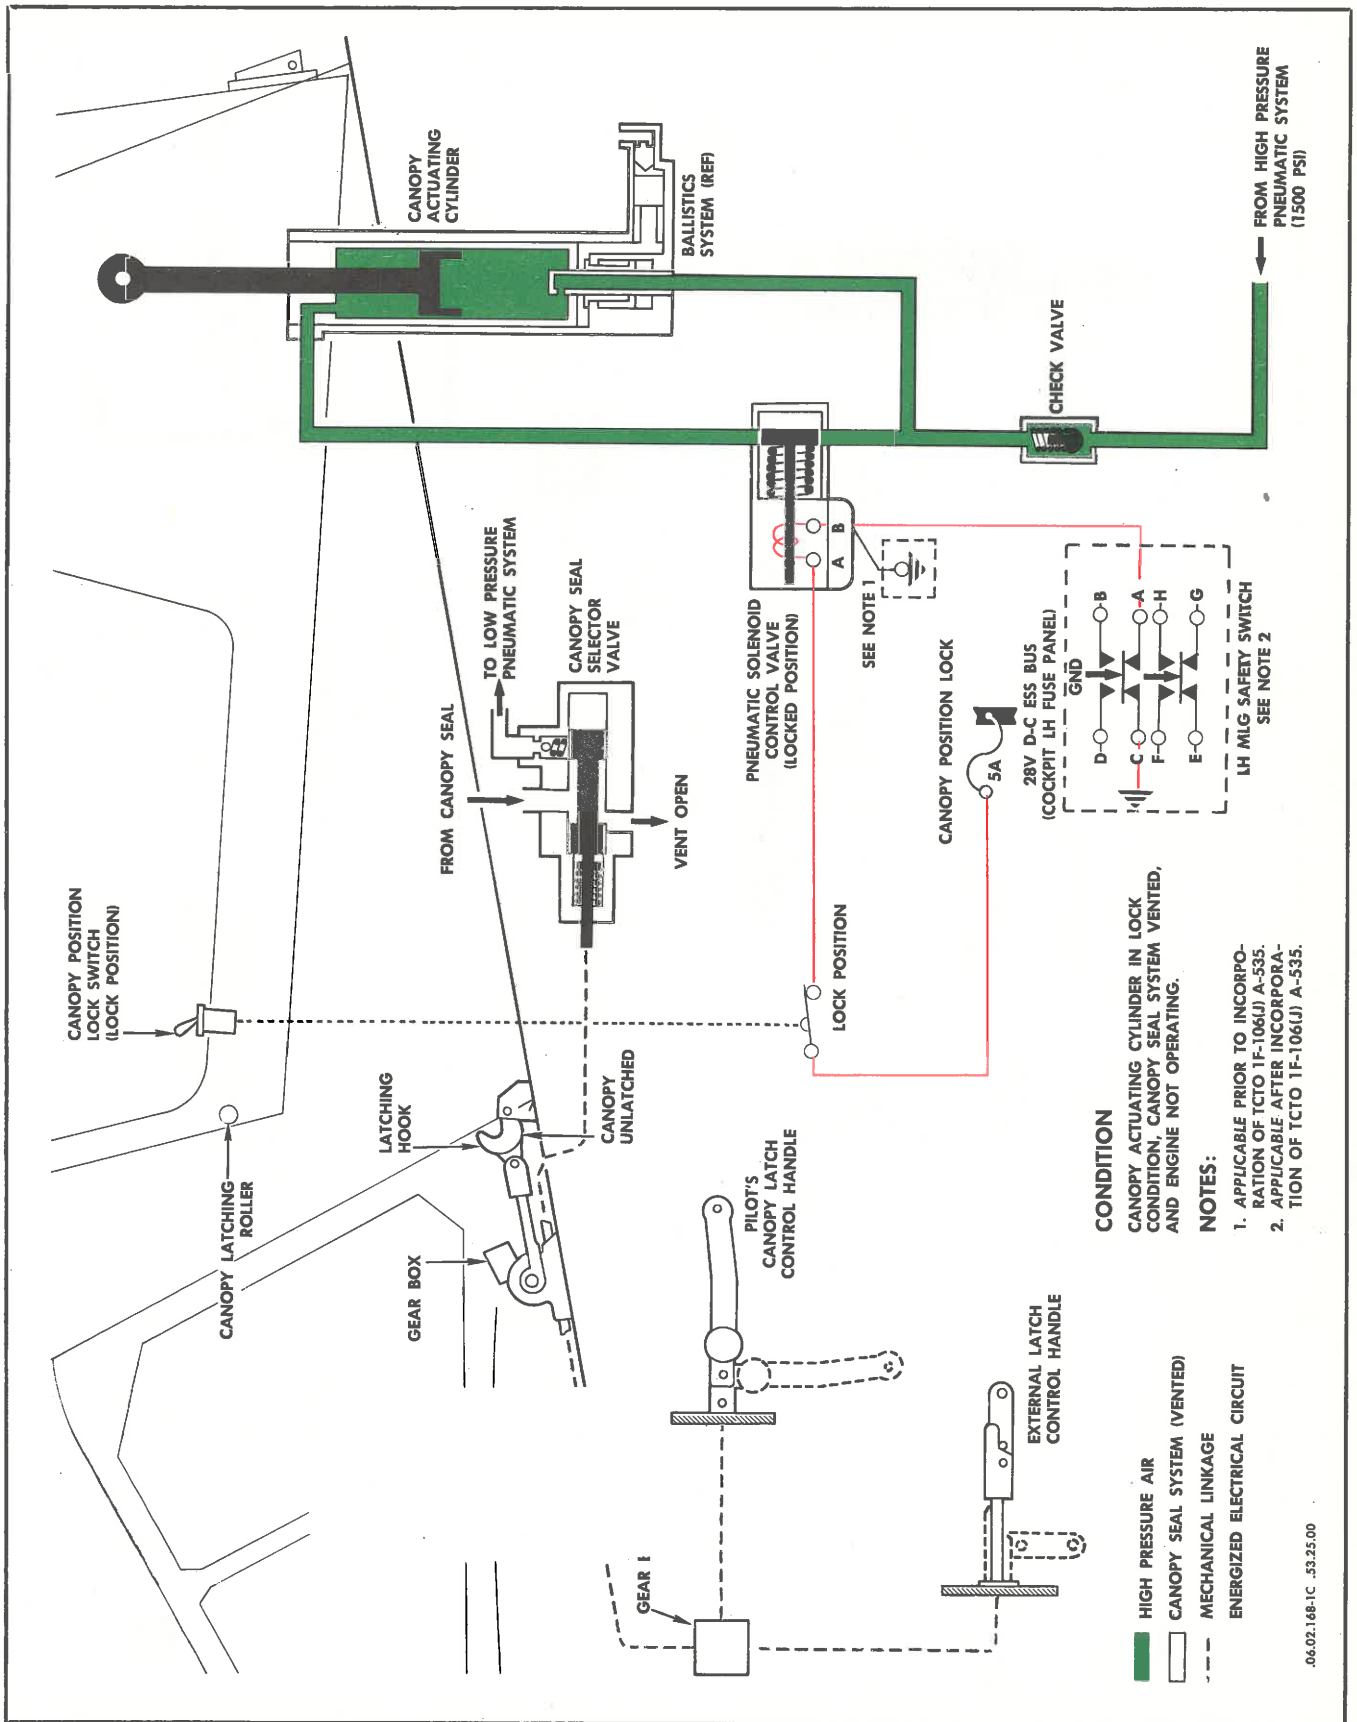 CANOPY POSITION
LOCK SWITCH
(LOCK POSITION)
CANOPY LATCHING
ROLLER
LATCHING
HOOK
GEAR BOX
CANOPY
UNLATCHED
FROM CANOPY SEAL
TO LOW PRESSURE
PNEUMATIC SYSTEM
CANOPY SEAL
SELECTOR
VALVE
VENT OPEN
CANOPY
ACTUATING
CYLINDER
BALLISTICS
SYSTEM (REF)
PNEUMATIC SOLENOID
CONTROL VALVE
(LOCKED POSITION)
A
B
SEE NOTE 1
CHECK VALVE
FROM HIGH PRESSURE
PNEUMATIC SYSTEM
(1500 PSI)
LOCK POSITION
CANOPY POSITION LOCK
5A
28V D-C ESS BUS
(COCKPIT LH FUSE PANEL)
GND
D
B
C
A
F
H
E
G
LH MLG SAFETY SWITCH
SEE NOTE 2
PILOT'S
CANOPY LATCH
CONTROL HANDLE
EXTERNAL LATCH
CONTROL HANDLE
GEAR
CONDITION
CANOPY ACTUATING CYLINDER IN LOCK
CONDITION, CANOPY SEAL SYSTEM VENTED,
AND ENGINE NOT OPERATING.
NOTES:
1. APPLICABLE PRIOR TO INCORPO-
RATION OF TCTO 1F-106(J) A-535.
2. APPLICABLE AFTER INCORPORA-
TION OF TCTO 1F-106(J) A-535.
HIGH PRESSURE AIR
CANOPY SEAL SYSTEM (VENTED)
MECHANICAL LINKAGE
ENERGIZED ELECTRICAL CIRCUIT
.06.02.168-1C .53.25.00